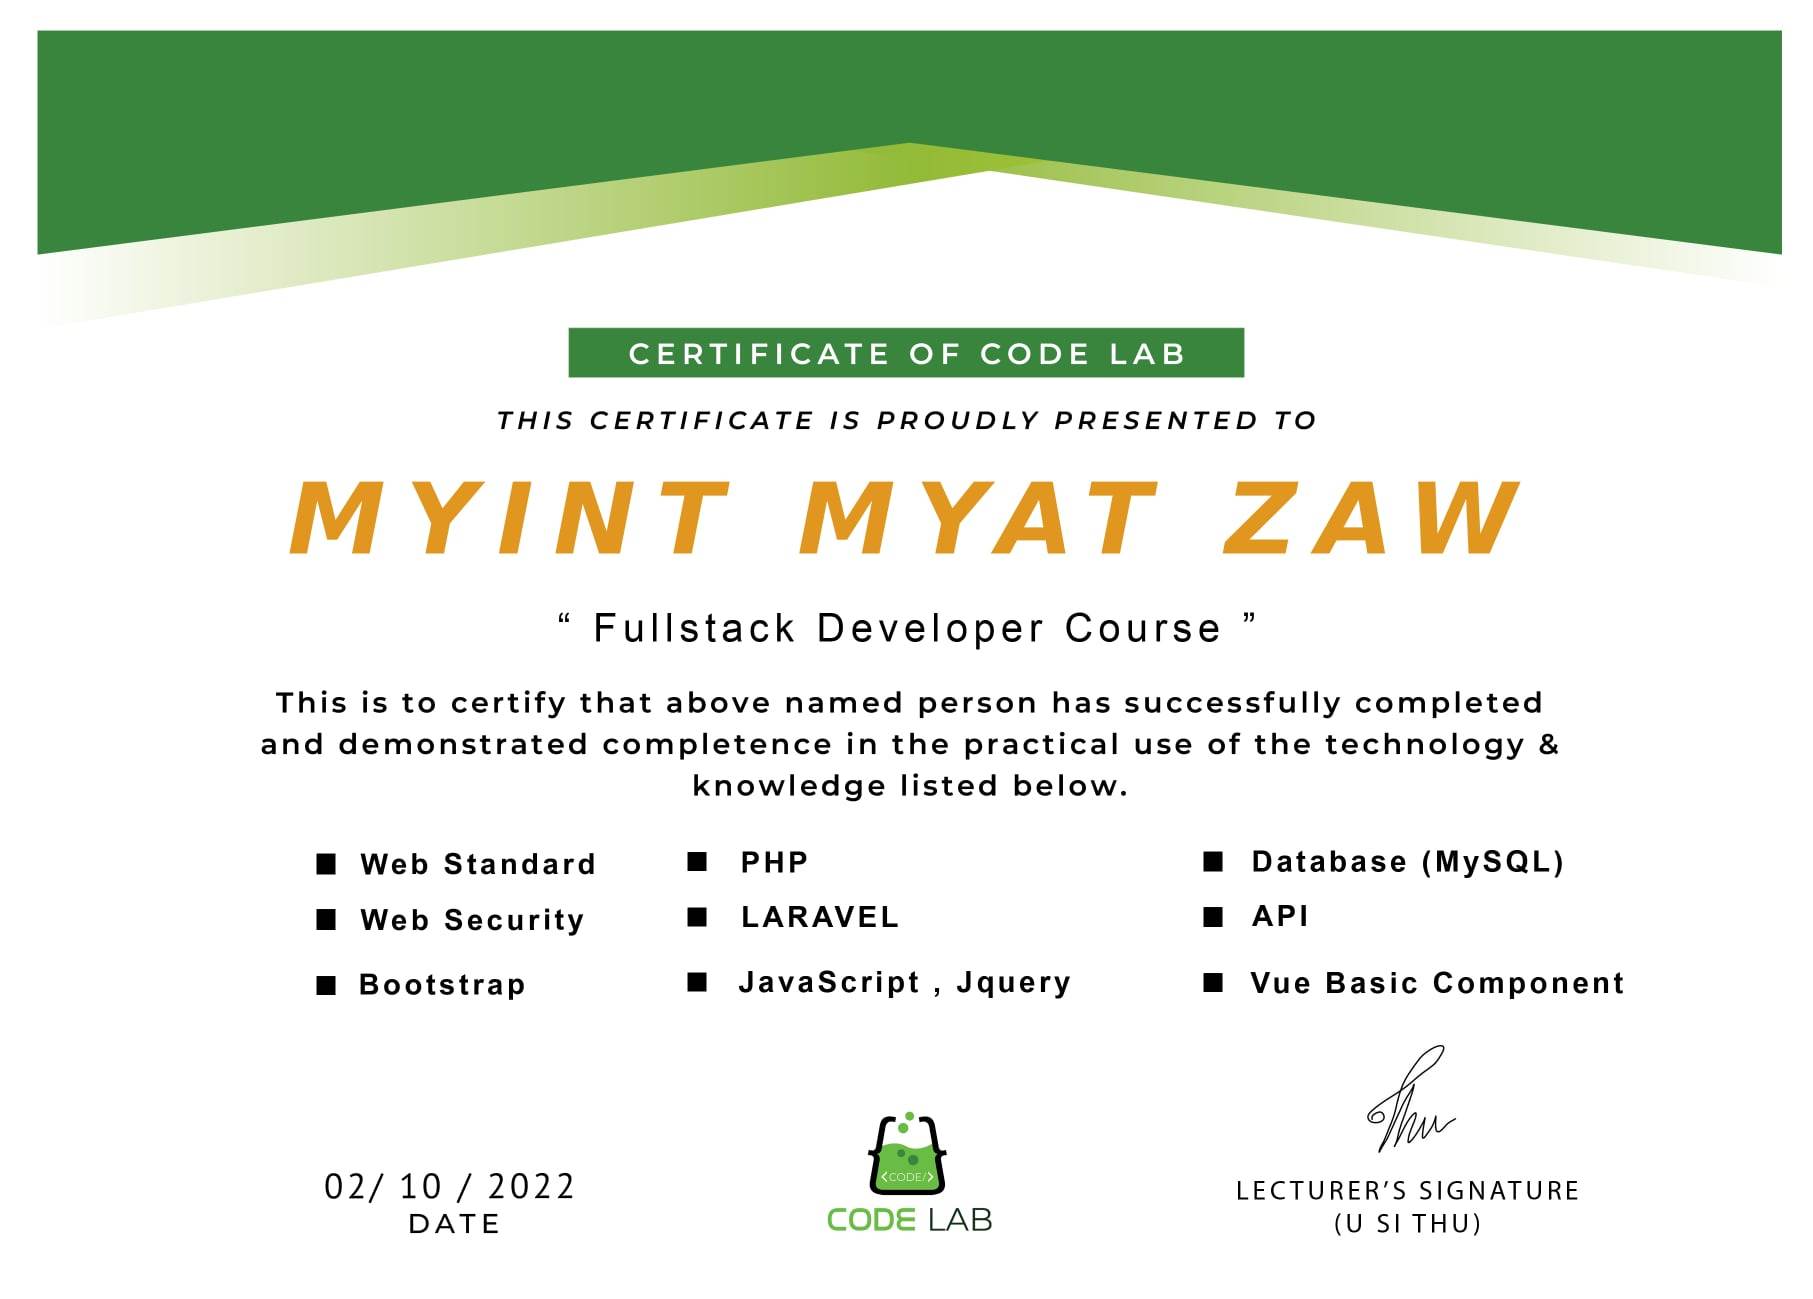 CERTIFICATE OF CODE LAB
THIS CERTIFICATE IS PROUDLY PRESENTED TO
MYINT MYAT ZAW
“ Fullstack Developer Course ”
This is to certify that above named person has successfully completed
and demonstrated completence in the practical use of the technology &
knowledge listed below.
■ Web Standard
■ Web Security
■ Bootstrap
■ PHP
■ LARAVEL
■ JavaScript , Jquery
■ Database (MySQL)
■ API
■ Vue Basic Component
02/ 10 / 2022
DATE
<CODE/>
CODE LAB
Thu
LECTURER’S SIGNATURE
(U SI THU)